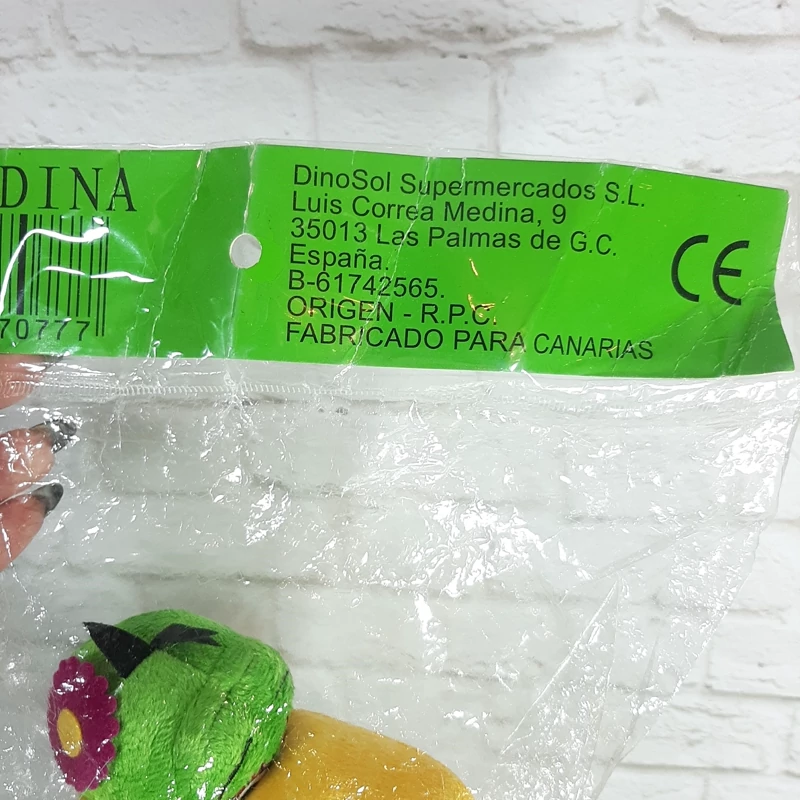 DINA
70777
DinoSol Supermercados S.L.
Luis Correa Medina, 9
35013 Las Palmas de G.C.
España.
B-61742565.
ORIGEN - R.P.C.
FABRICADO PARA CANARIAS
CE